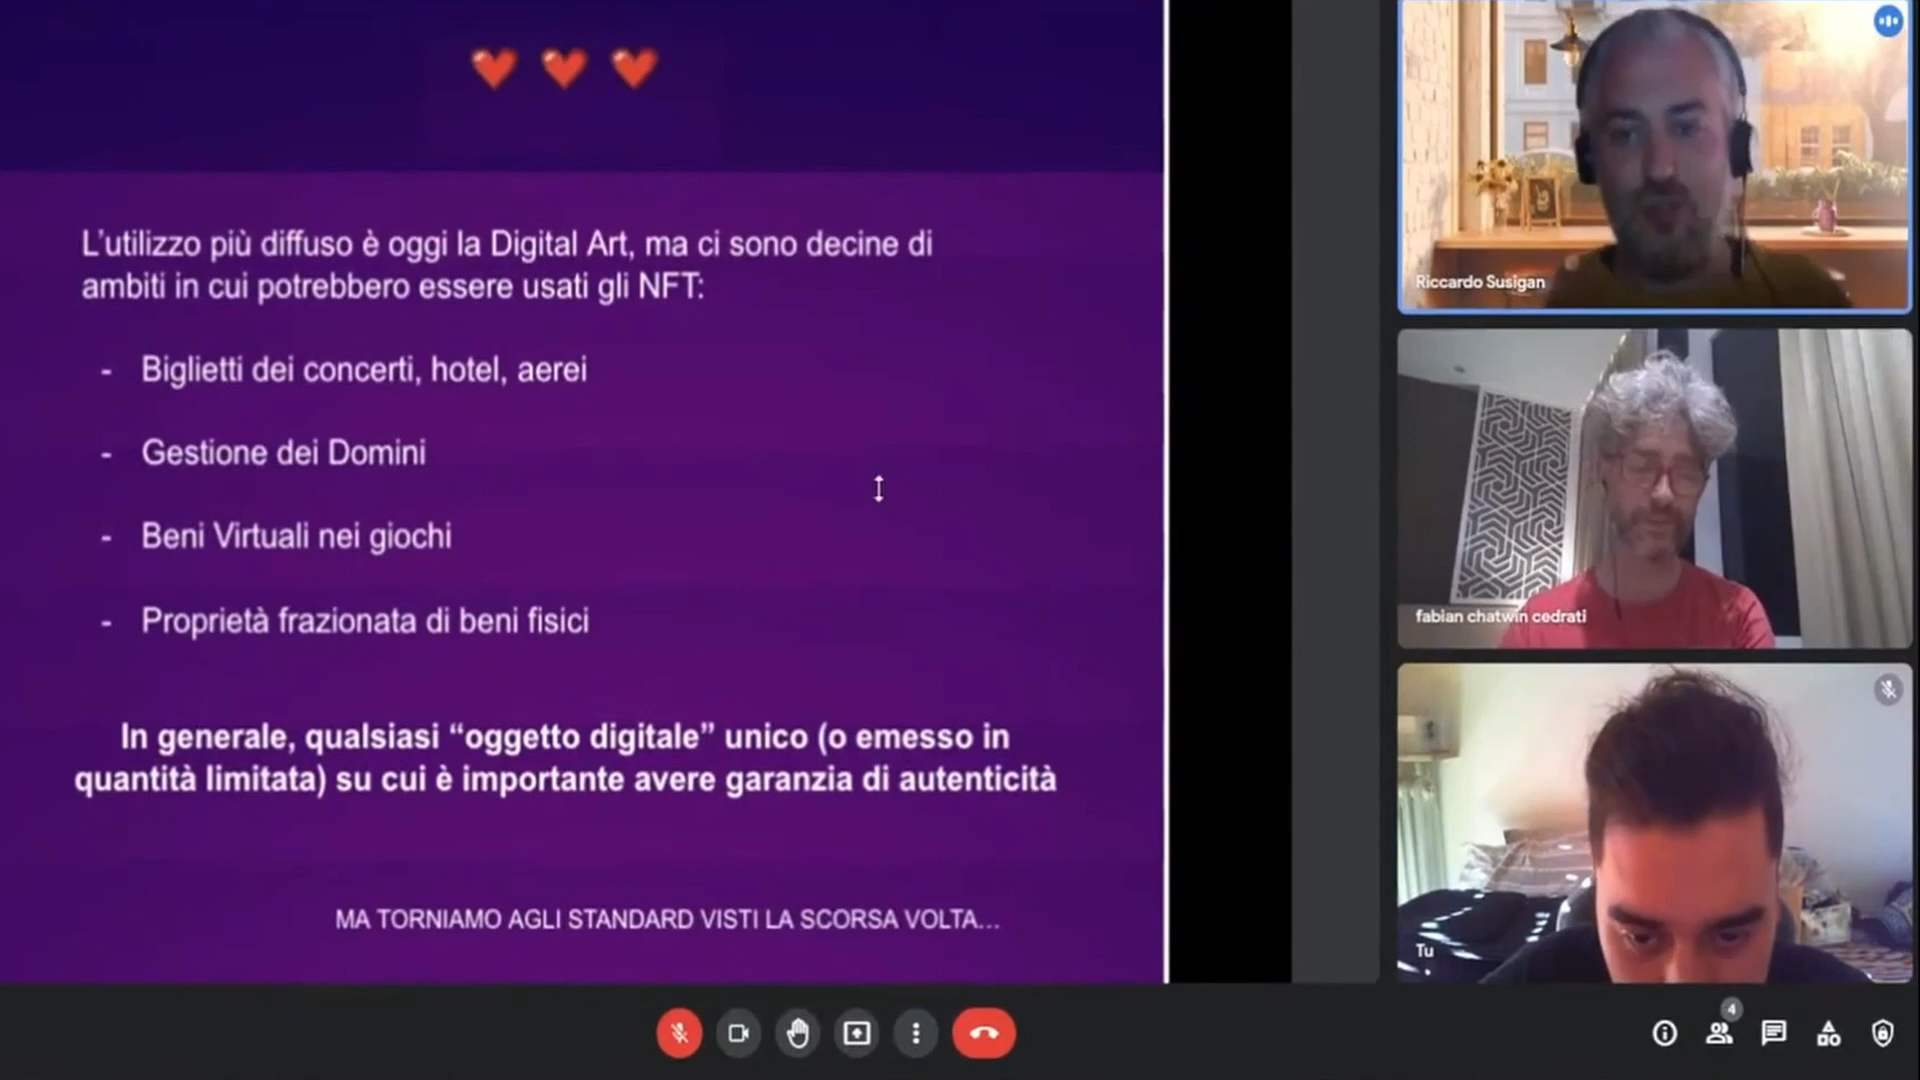 L’utilizzo più diffuso è oggi la Digital Art, ma ci sono decine di
ambiti in cui potrebbero essere usati gli NFT:
- Biglietti dei concerti, hotel, aerei
- Gestione dei Domini
- Beni Virtuali nei giochi
- Proprietà frazionata di beni fisici
In generale, qualsiasi “oggetto digitale” unico (o emesso in
quantità limitata) su cui è importante avere garanzia di autenticità
MA TORNIAMO AGLI STANDARD VISTI LA SCORSA VOLTA...
Riccardo Susigan
fabian chatwin cedrati
Tu
4